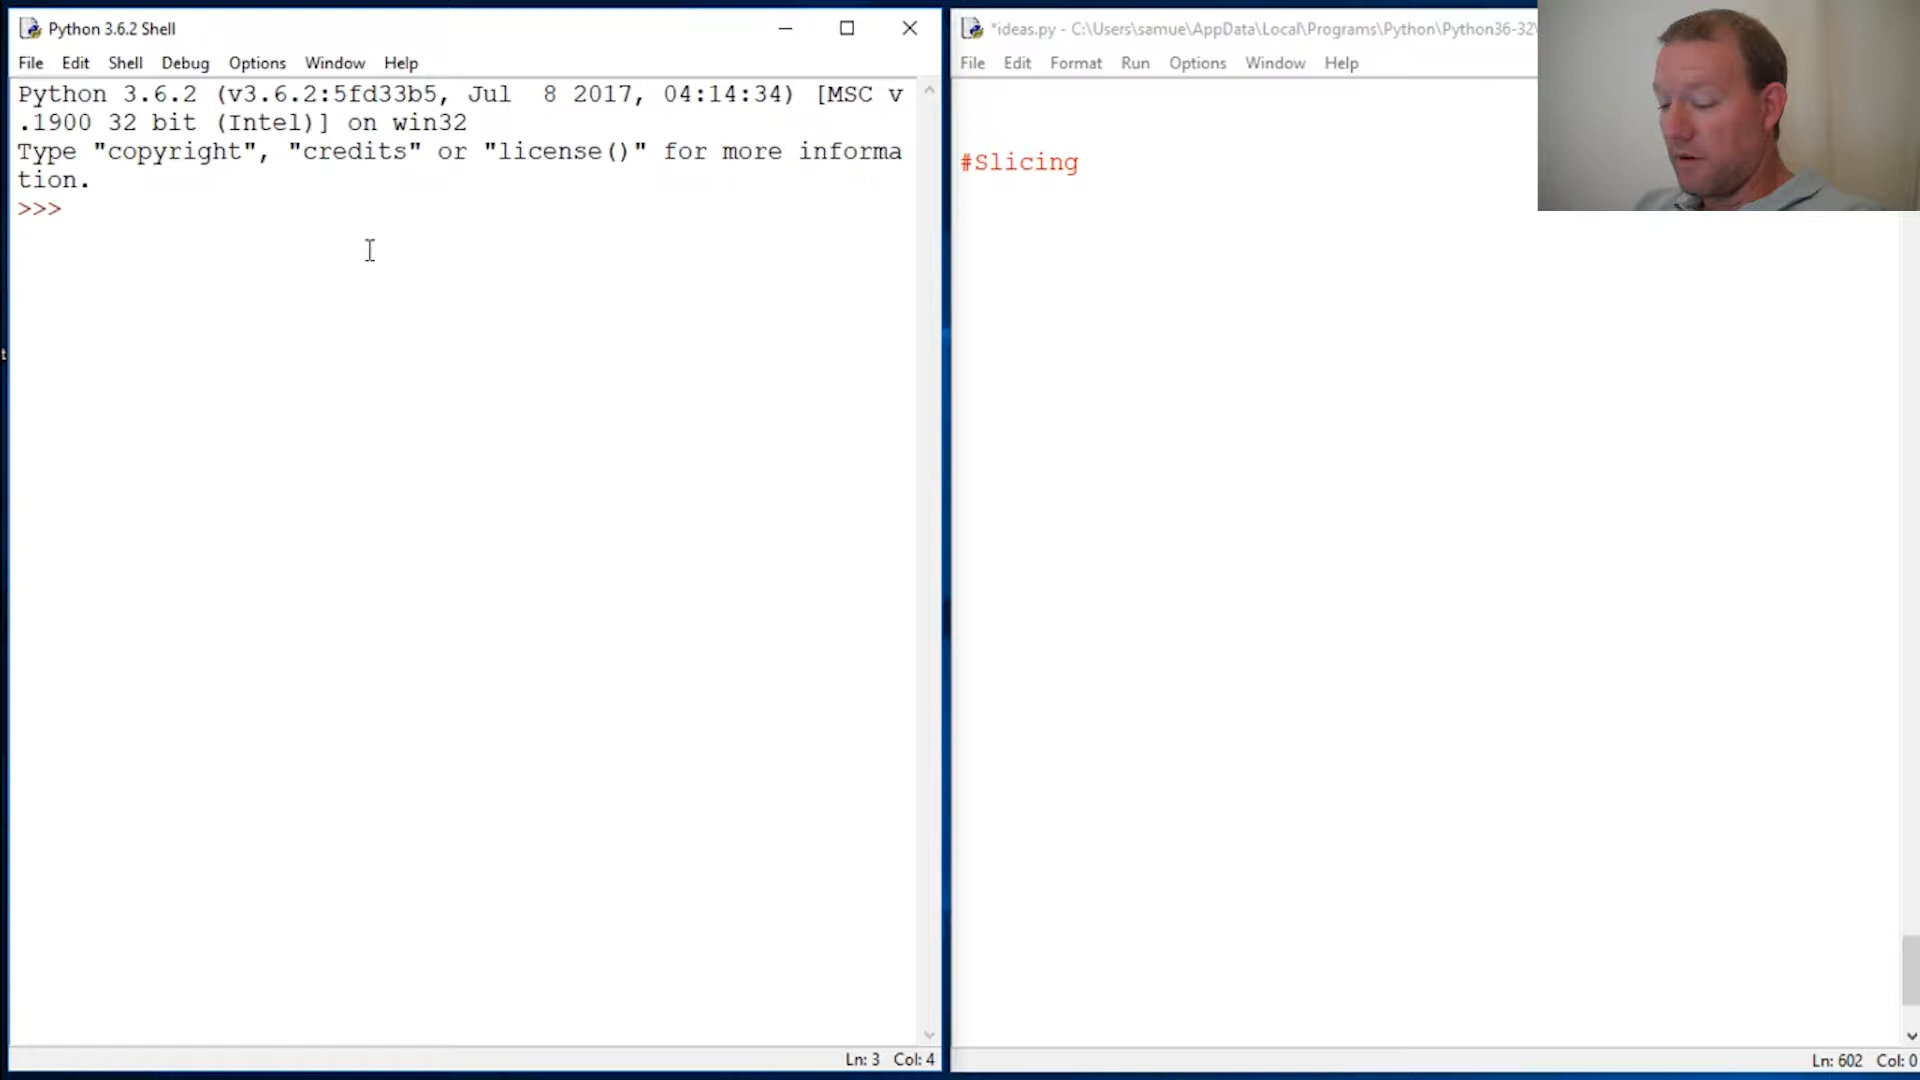 Python 3.6.2 Shell
File Edit Shell Debug Options Window Help
Python 3.6.2 (v3.6.2:5fd33b5, Jul  8 2017, 04:14:34) [MSC v
.1900 32 bit (Intel)] on win32
Type "copyright", "credits" or "license()" for more informa
tion.
>>>
Ln: 3 Col: 4
*ideas.py - C:\Users\samue\AppData\Local\Programs\Python\Python36-32\
File Edit Format Run Options Window Help
#Slicing
Ln: 602 Col: 0
t